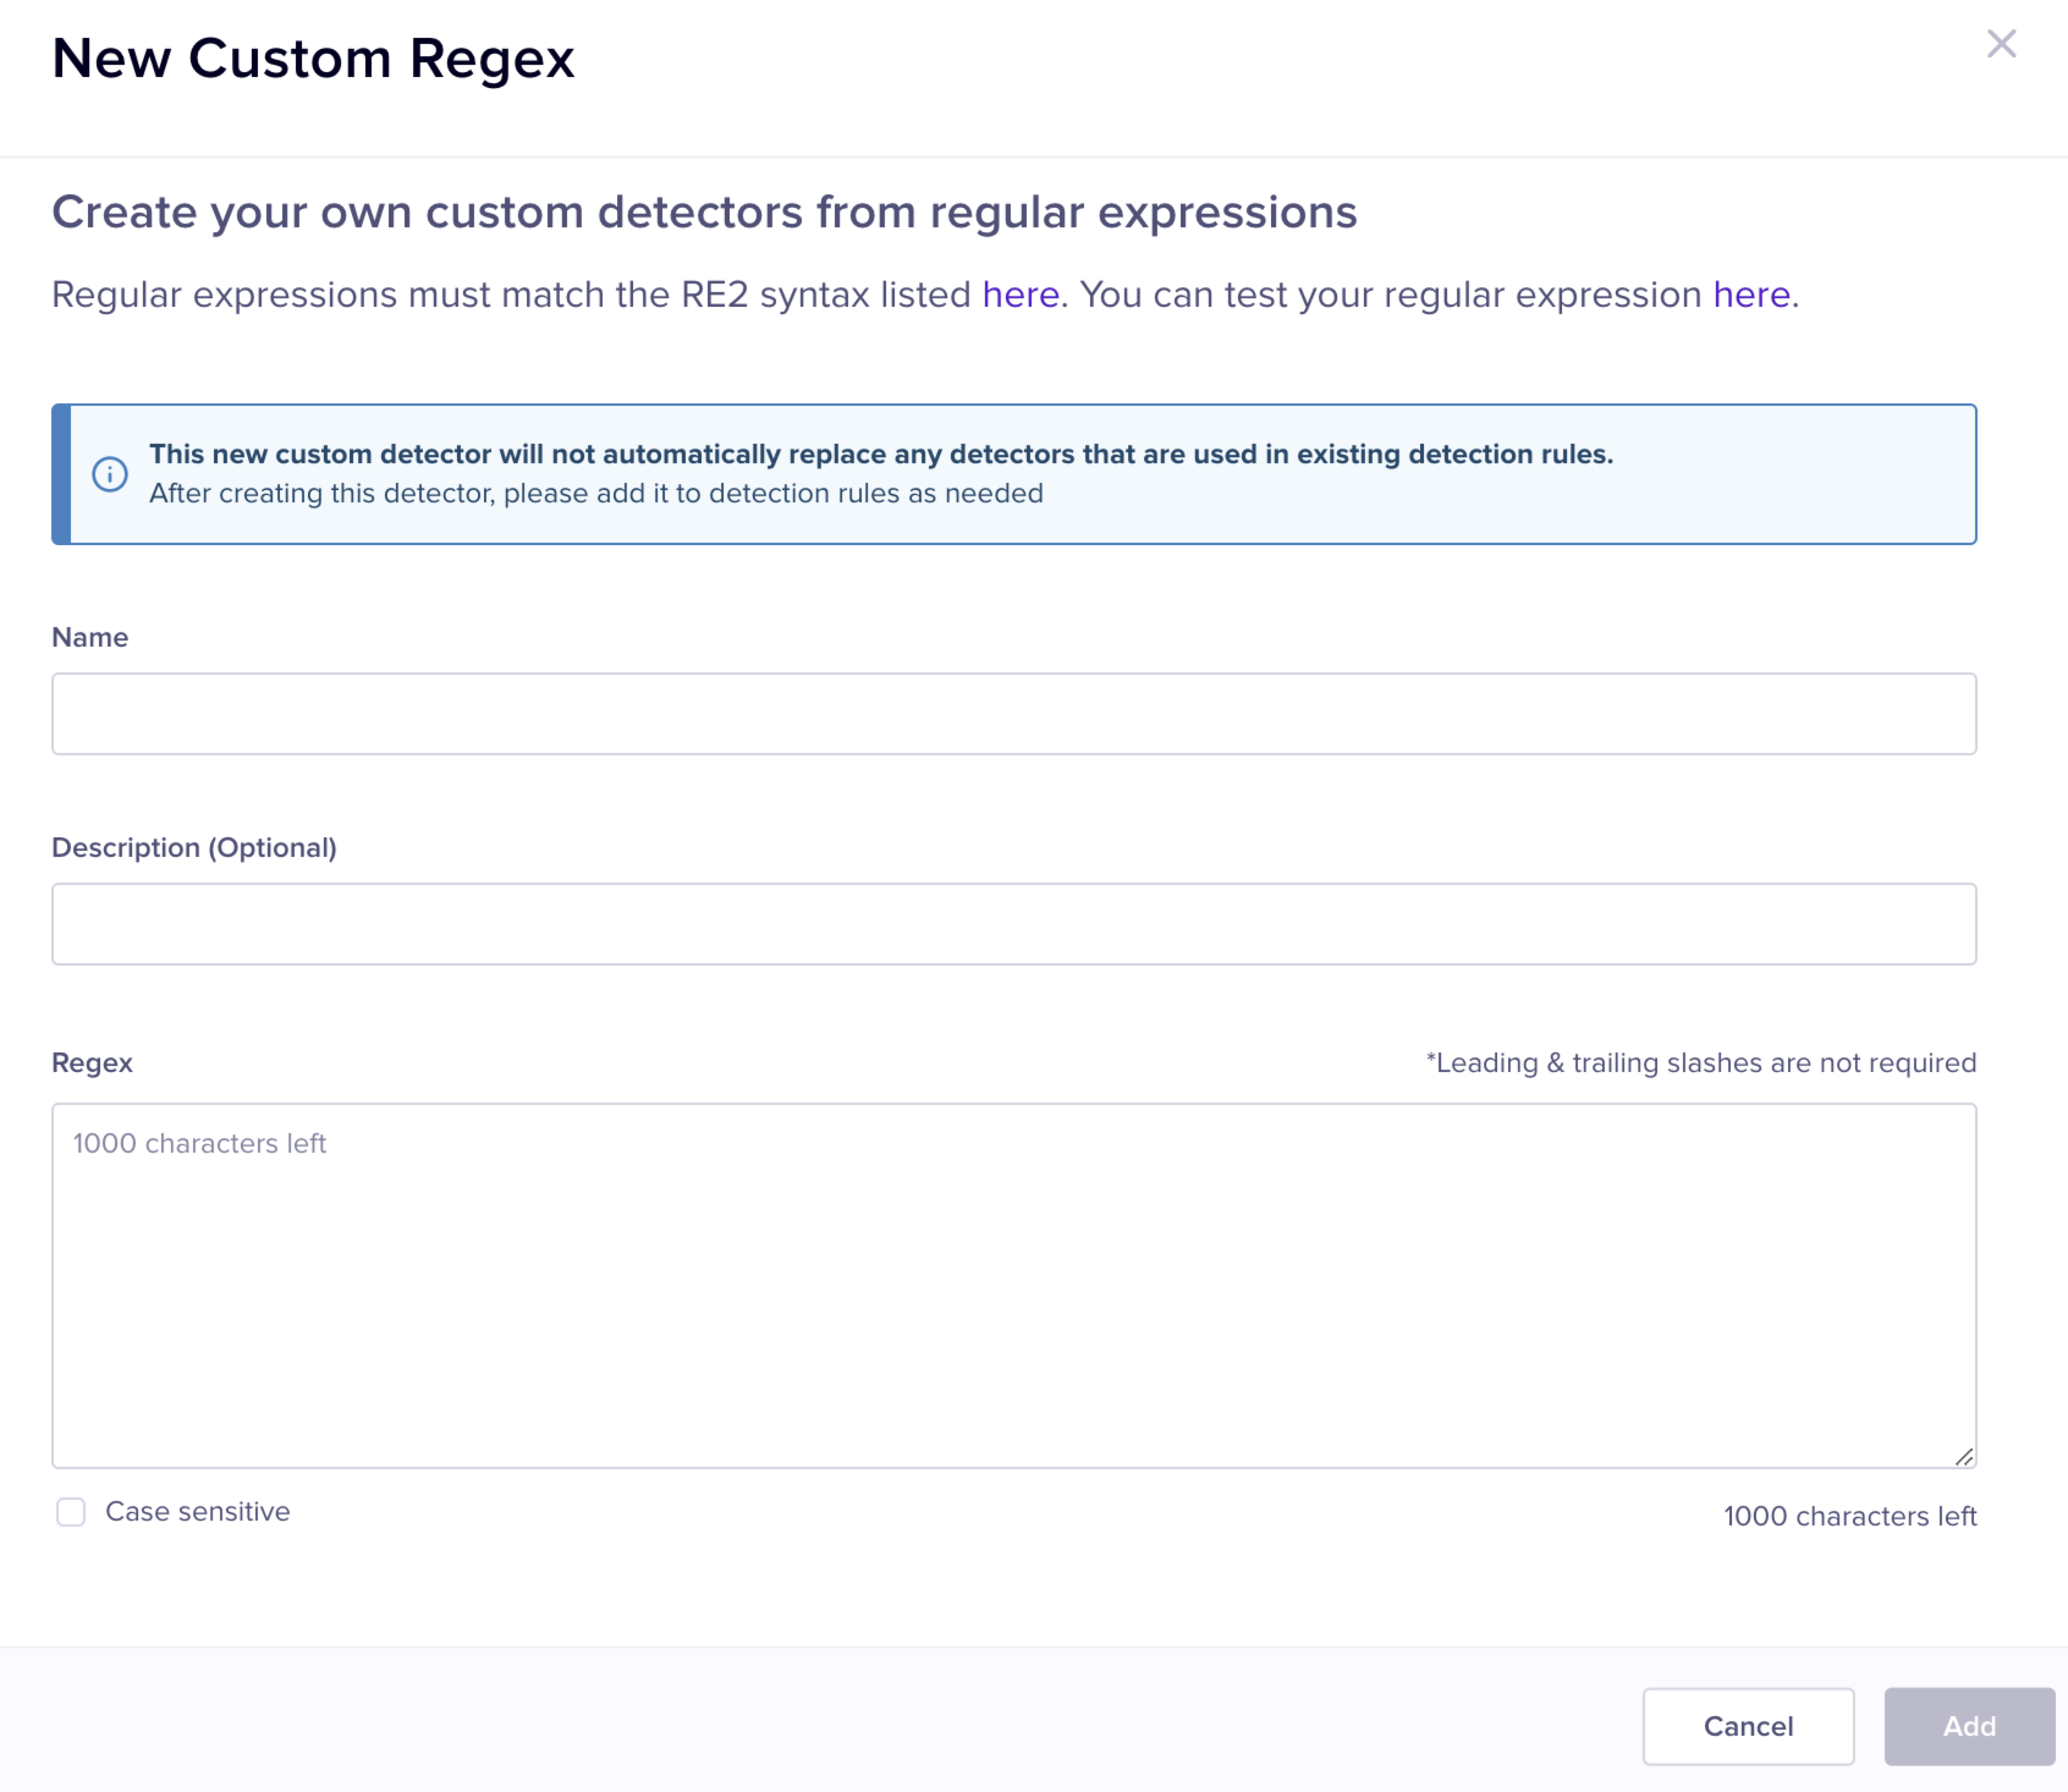 New Custom Regex
Create your own custom detectors from regular expressions
Regular expressions must match the RE2 syntax listed here. You can test your regular expression here.
This new custom detector will not automatically replace any detectors that are used in existing detection rules.
After creating this detector, please add it to detection rules as needed
Name
Description (Optional)
Regex
*Leading & trailing slashes are not required
1000 characters left
Case sensitive
1000 characters left
Cancel
Add